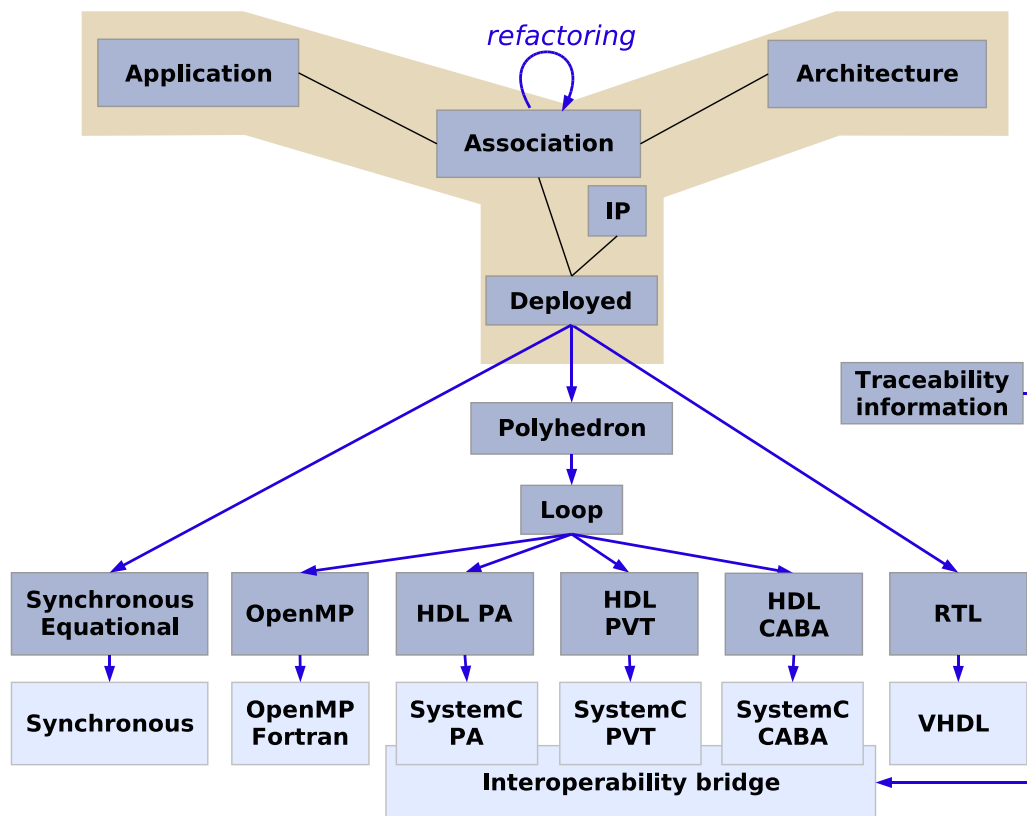 refactoring
Application
Architecture
Association
IP
Deployed
Traceability
information
Polyhedron
Loop
Synchronous
Equational
OpenMP
HDL PA
HDL
PVT
HDL
CABA
RTL
Synchronous
OpenMP
Fortran
SystemC
PA
SystemC
PVT
SystemC
CABA
VHDL
Interoperability bridge